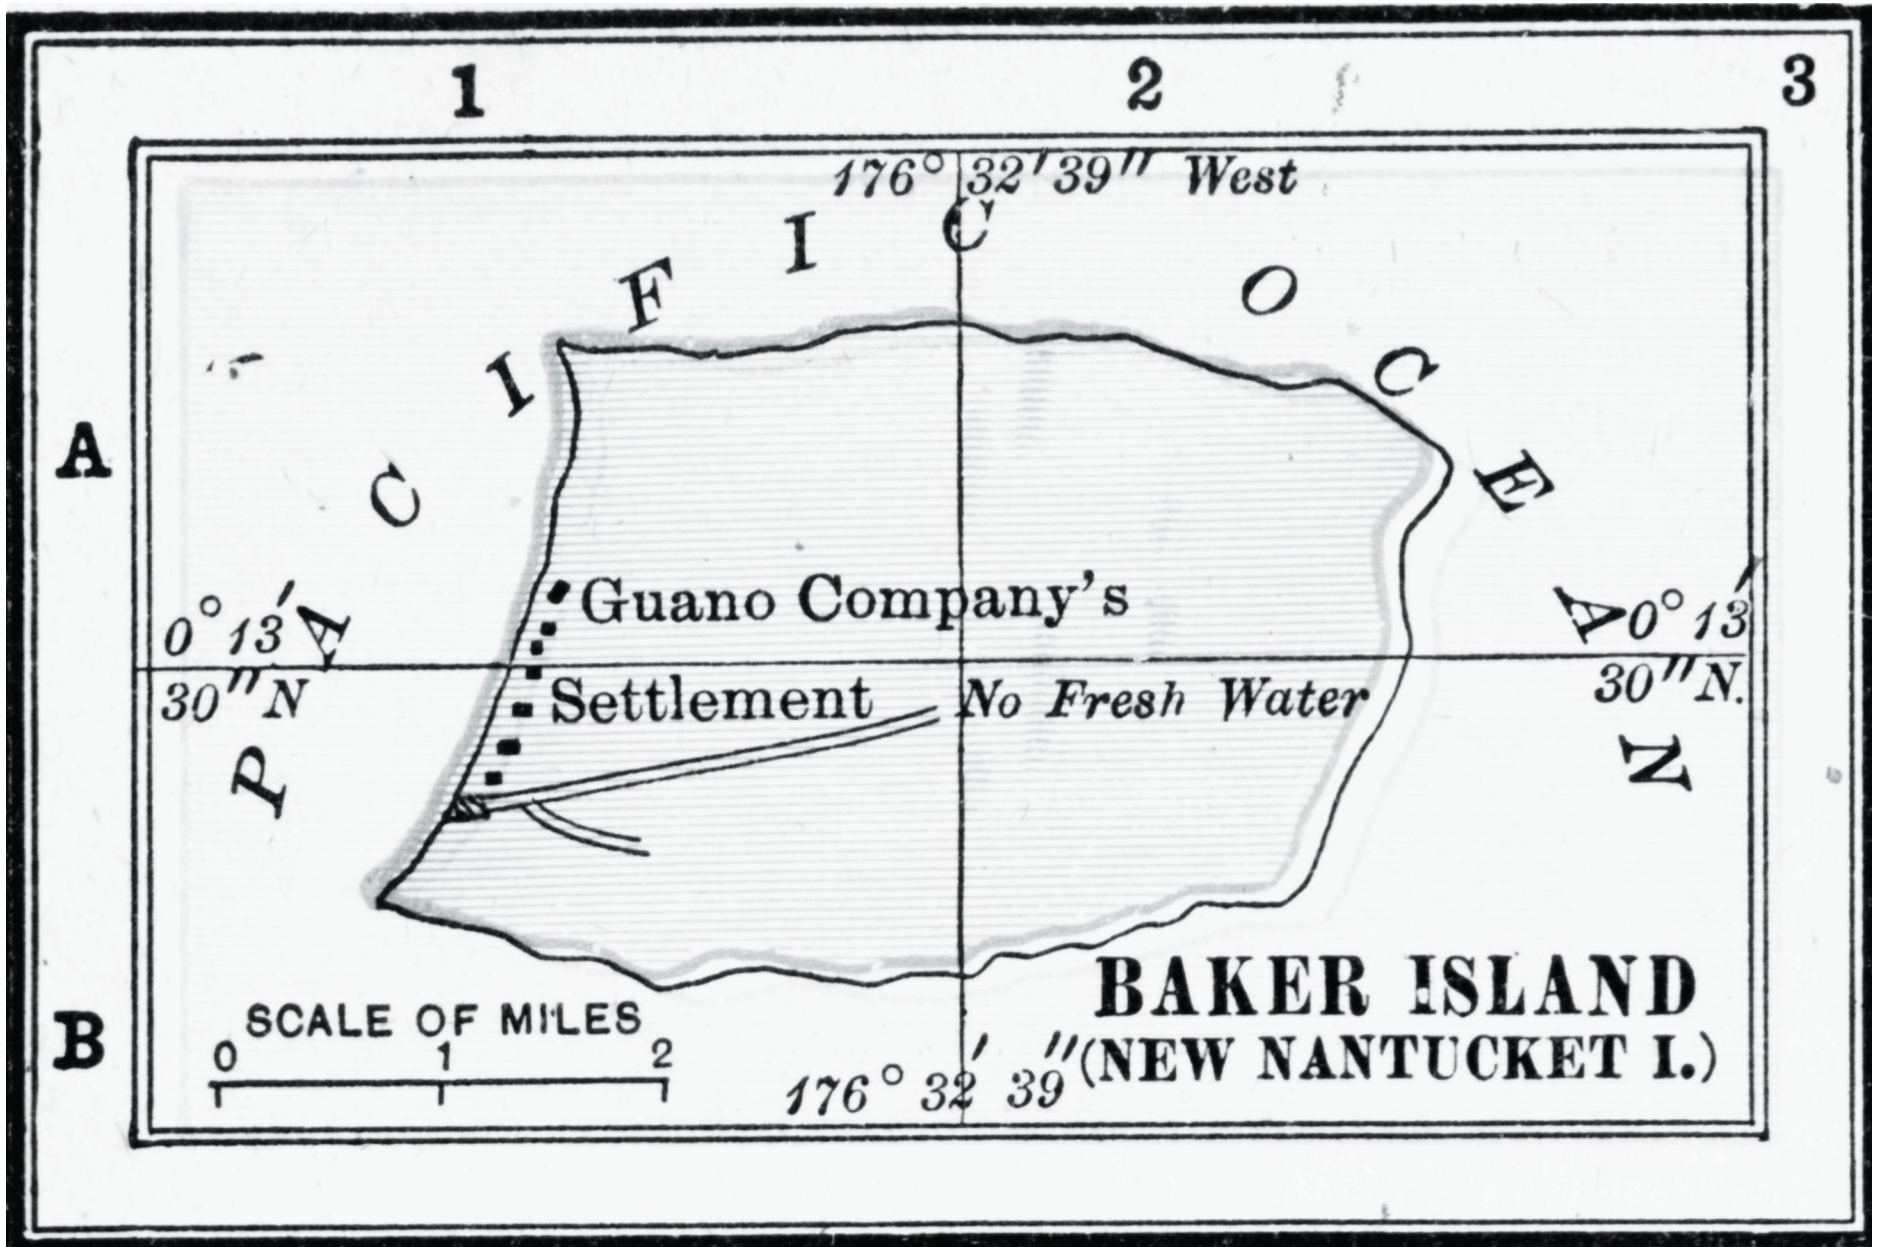 1 2 3
176° 32' 39" West
PACIFIC OCEAN
A
Guano Company's
0° 13' 0° 13'
30" N 30" N.
Settlement No Fresh Water
BAKER ISLAND
SCALE OF MILES
B
0 1 2
(NEW NANTUCKET I.)
176° 32' 39"